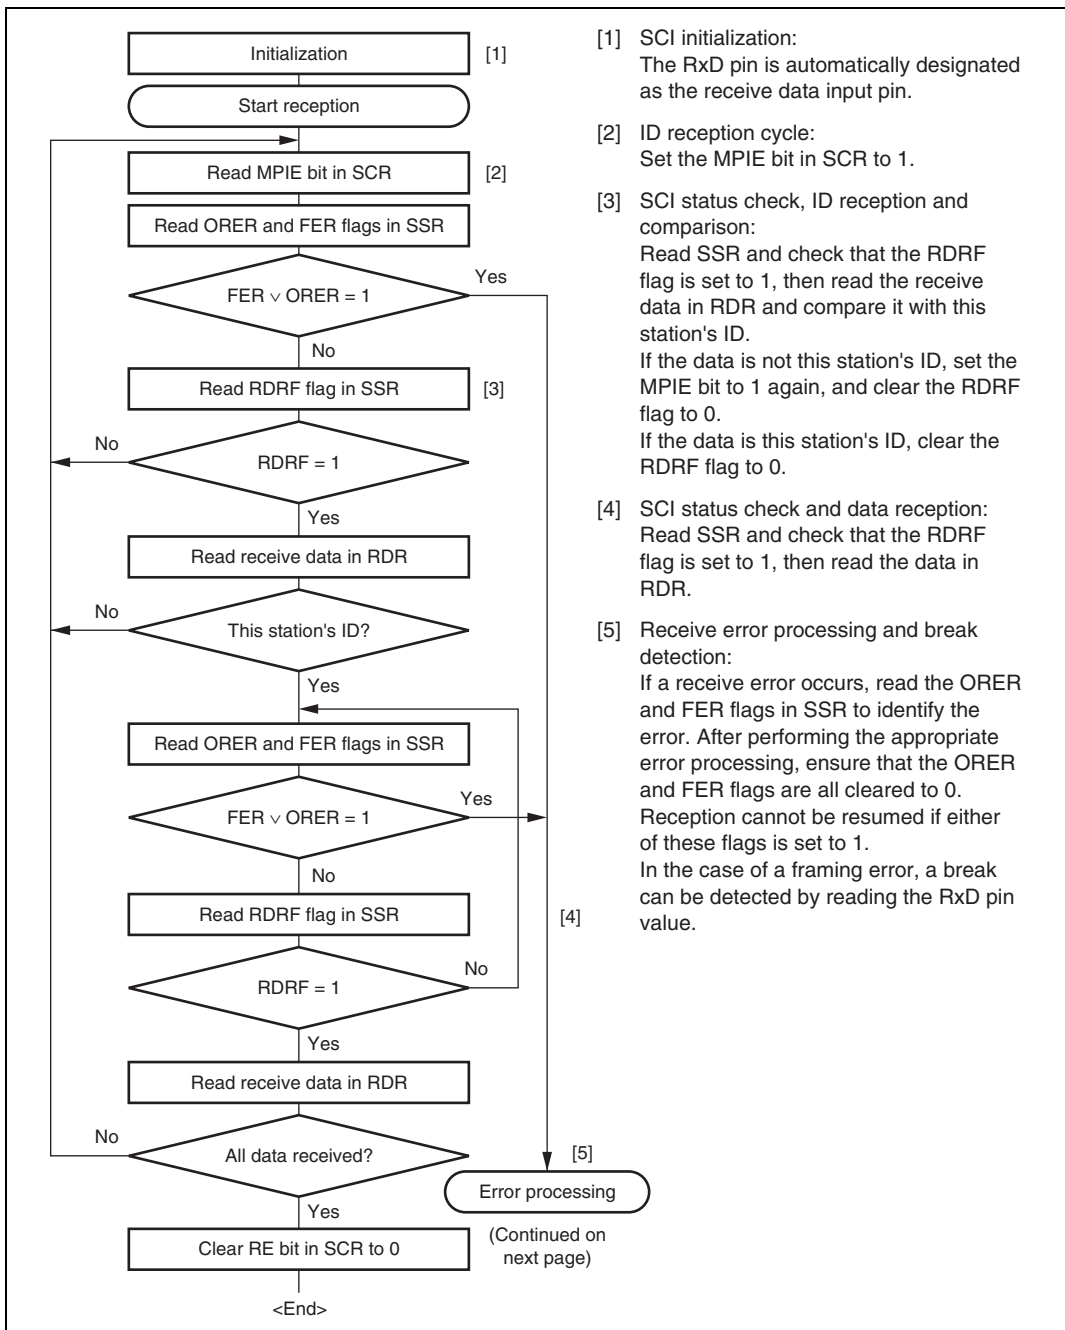 Initialization
[1]
Start reception
Read MPIE bit in SCR
[2]
Read ORER and FER flags in SSR
FER ∨ ORER = 1
Yes
No
Read RDRF flag in SSR
[3]
No
RDRF = 1
Yes
Read receive data in RDR
No
This station's ID?
Yes
Read ORER and FER flags in SSR
FER ∨ ORER = 1
Yes
No
Read RDRF flag in SSR
[4]
RDRF = 1
No
Yes
Read receive data in RDR
No
All data received?
[5]
Error processing
Yes
(Continued on
next page)
Clear RE bit in SCR to 0
<End>
[1] SCI initialization:
The RxD pin is automatically designated
as the receive data input pin.
[2] ID reception cycle:
Set the MPIE bit in SCR to 1.
[3] SCI status check, ID reception and
comparison:
Read SSR and check that the RDRF
flag is set to 1, then read the receive
data in RDR and compare it with this
station's ID.
If the data is not this station's ID, set the
MPIE bit to 1 again, and clear the RDRF
flag to 0.
If the data is this station's ID, clear the
RDRF flag to 0.
[4] SCI status check and data reception:
Read SSR and check that the RDRF
flag is set to 1, then read the data in
RDR.
[5] Receive error processing and break
detection:
If a receive error occurs, read the ORER
and FER flags in SSR to identify the
error. After performing the appropriate
error processing, ensure that the ORER
and FER flags are all cleared to 0.
Reception cannot be resumed if either
of these flags is set to 1.
In the case of a framing error, a break
can be detected by reading the RxD pin
value.